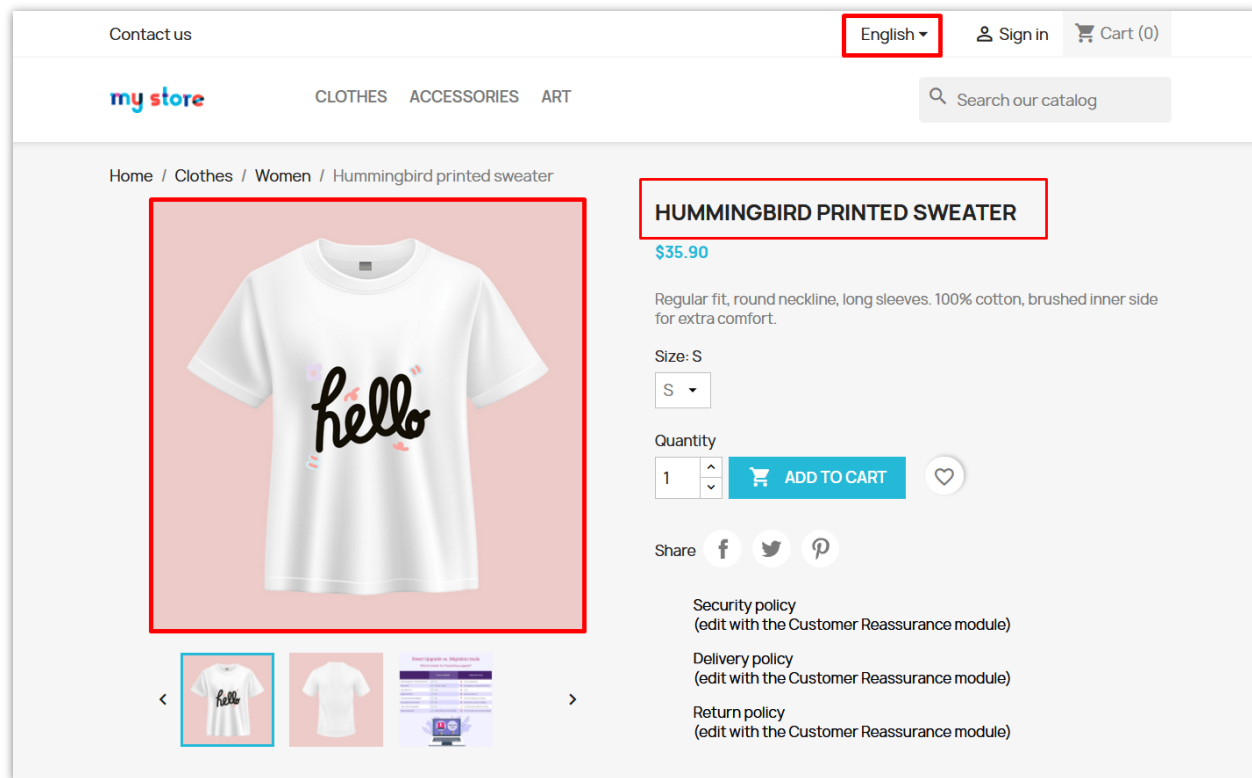 Contact us
English
Sign in
Cart (0)
my store
CLOTHES
ACCESSORIES
ART
Search our catalog
Home / Clothes / Women / Hummingbird printed sweater
hello
HUMMINGBIRD PRINTED SWEATER
$35.90
Regular fit, round neckline, long sleeves. 100% cotton, brushed inner side
for extra comfort.
Size: S
S
Quantity
1
ADD TO CART
Share
Security policy
(edit with the Customer Reassurance module)
Delivery policy
(edit with the Customer Reassurance module)
Return policy
(edit with the Customer Reassurance module)
hello